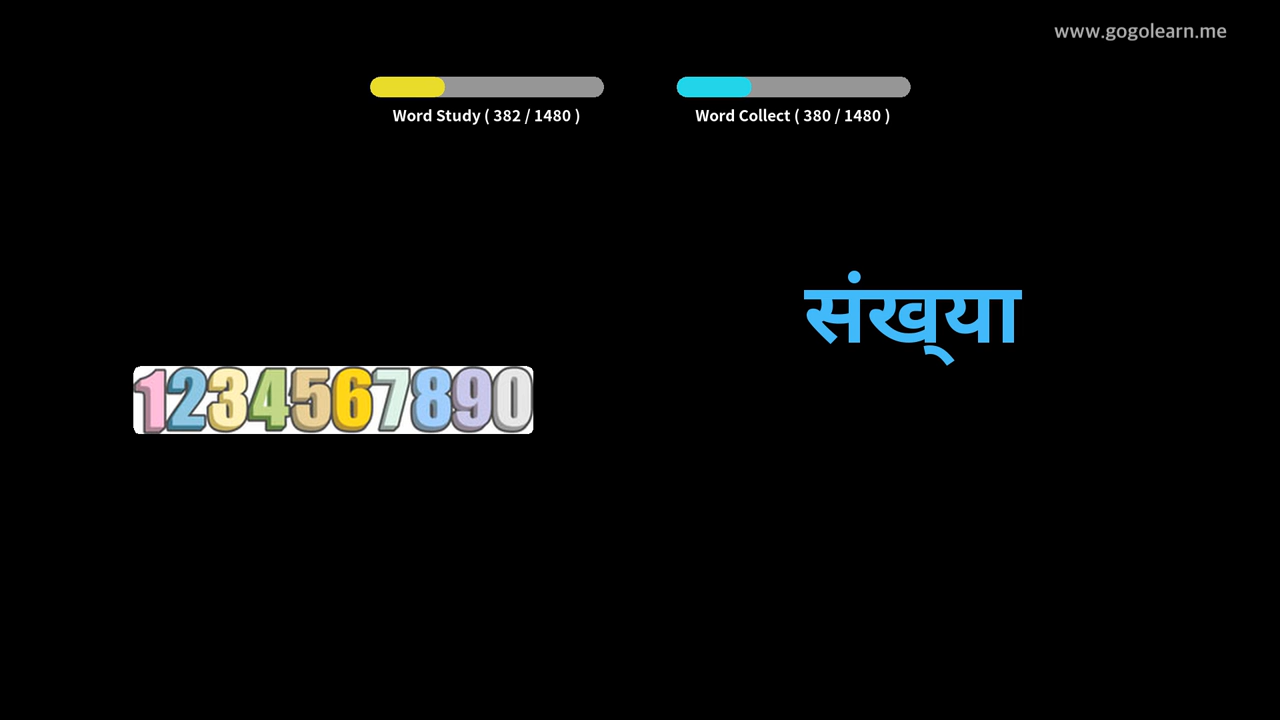 www.gogolearn.me
Word Study ( 382 / 1480 )
Word Collect ( 380 / 1480 )
संख्‌या
1234567890